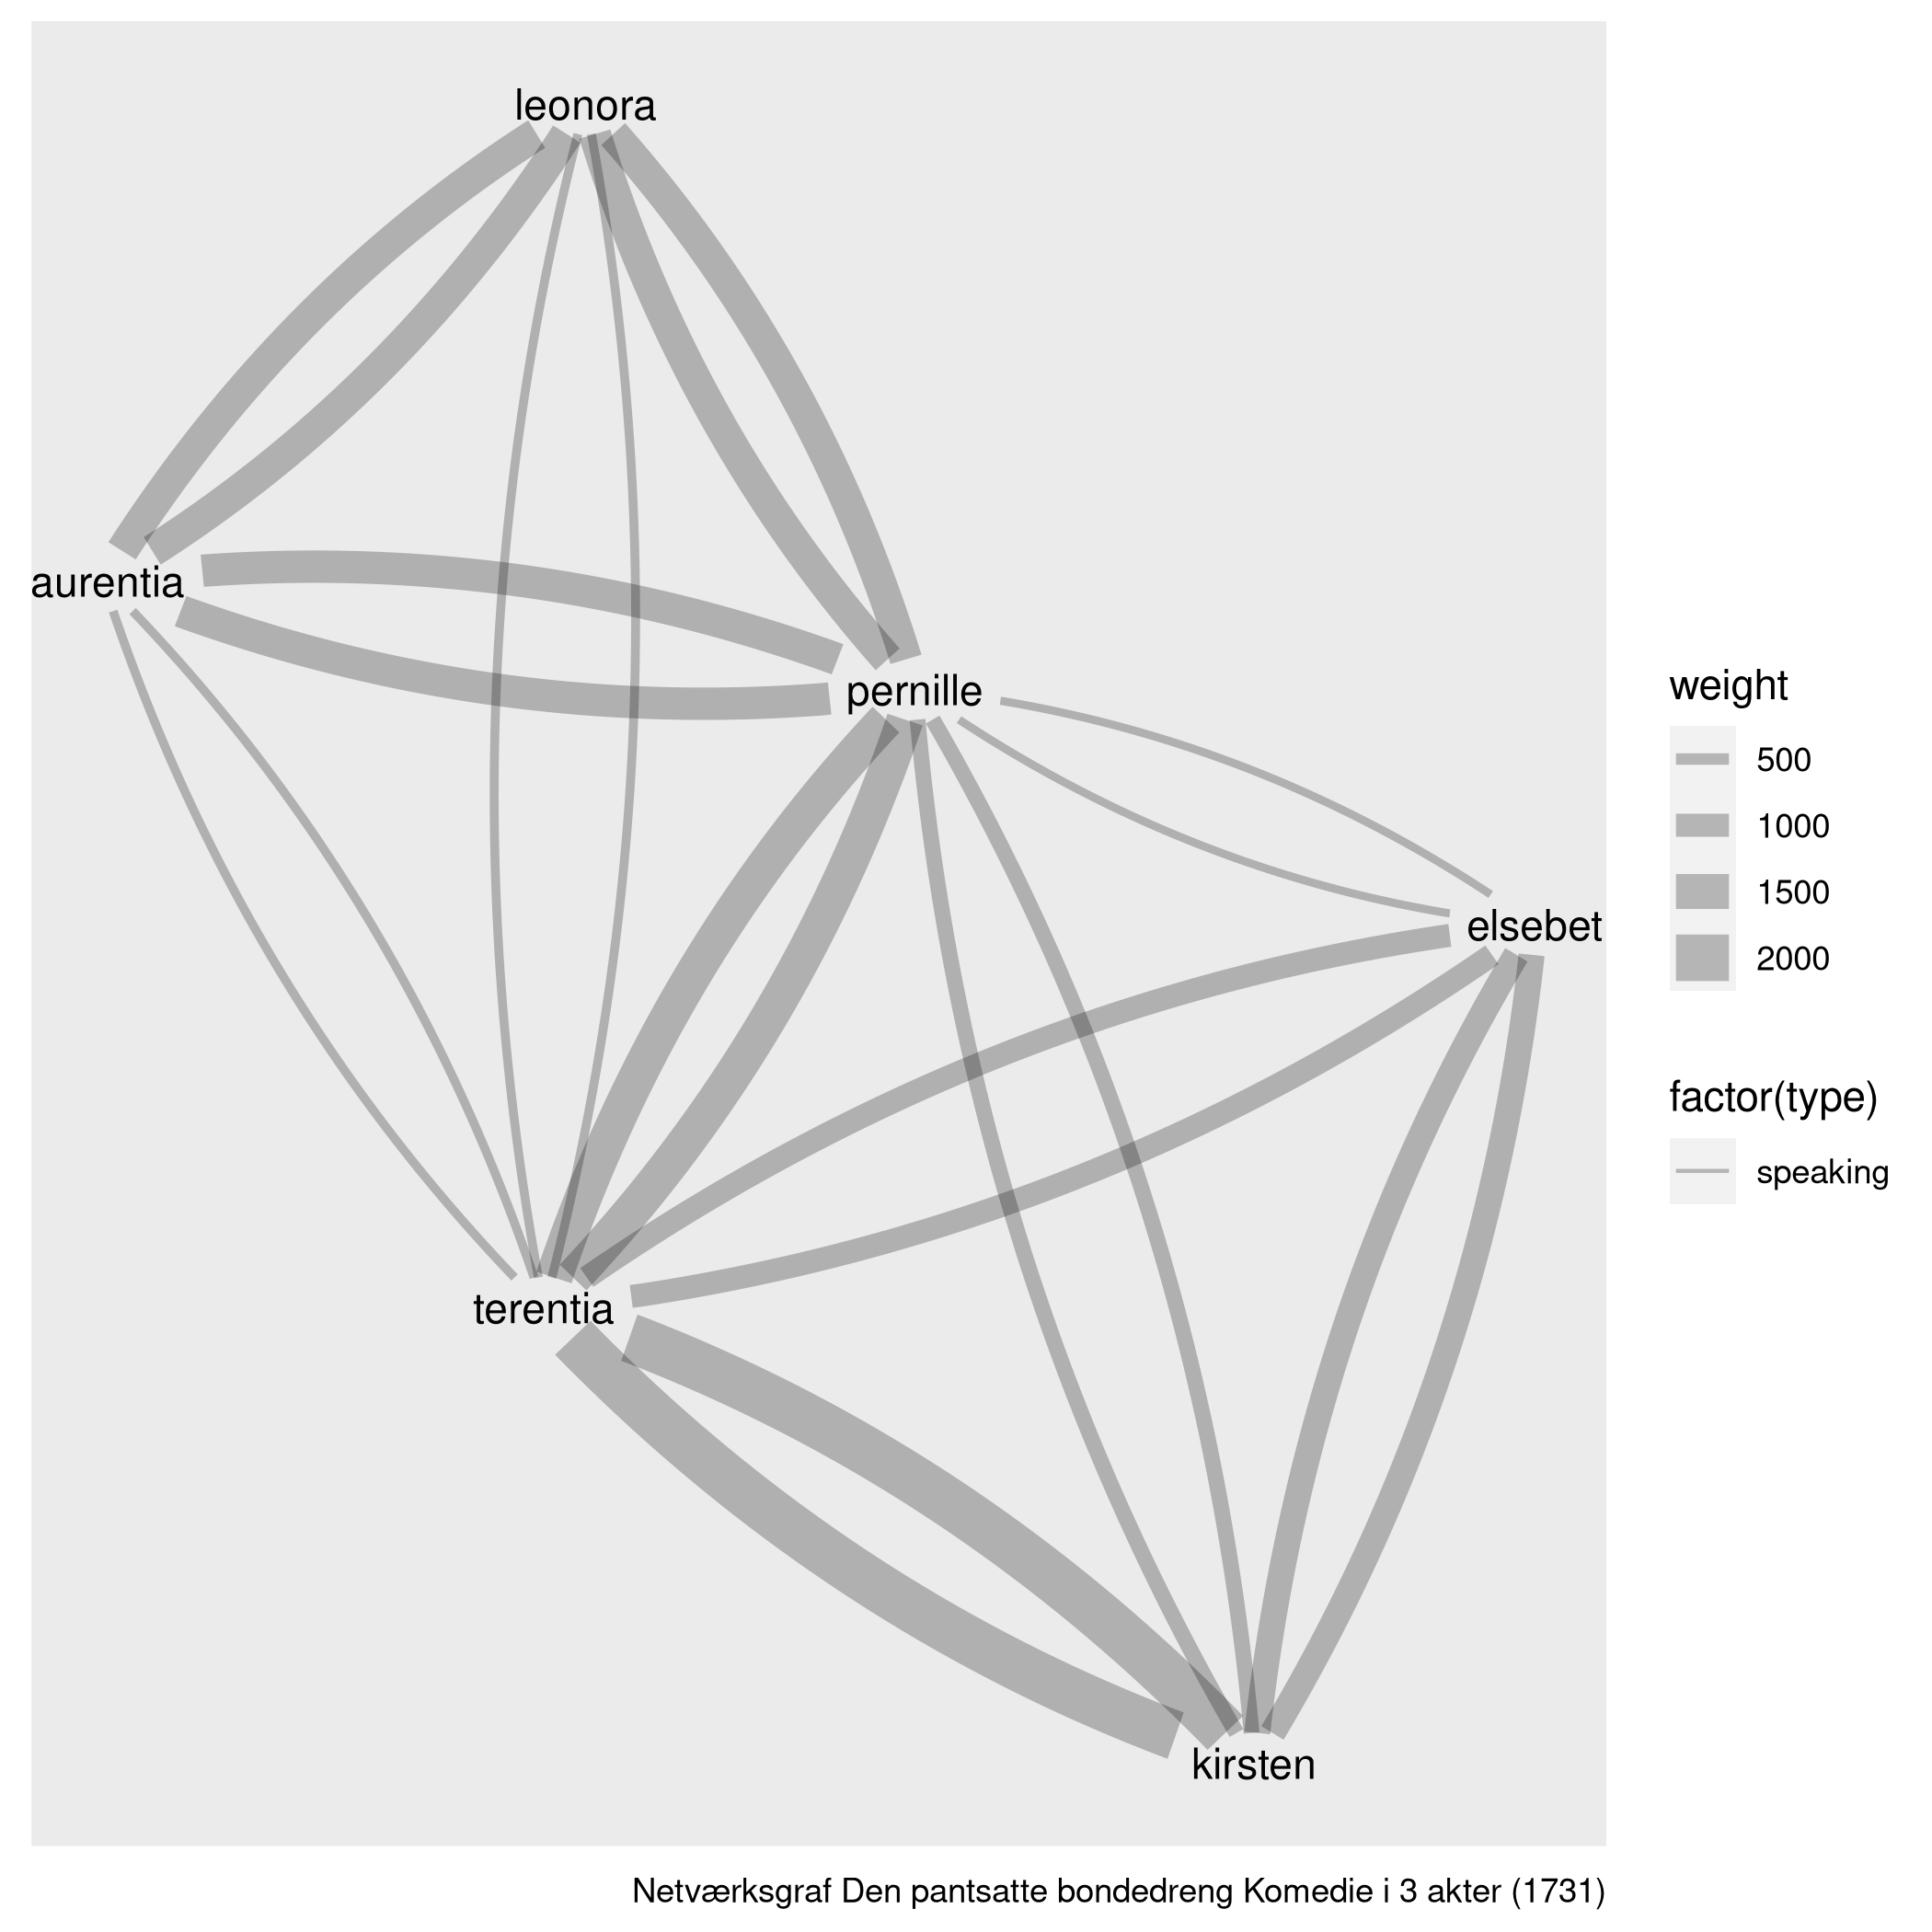 leonora
aurentia
pernille
elsebet
terentia
kirsten
weight
500
1000
1500
2000
factor(type)
speaking
Netværksgraf Den pantsatte bondedreng Komedie i 3 akter (1731)